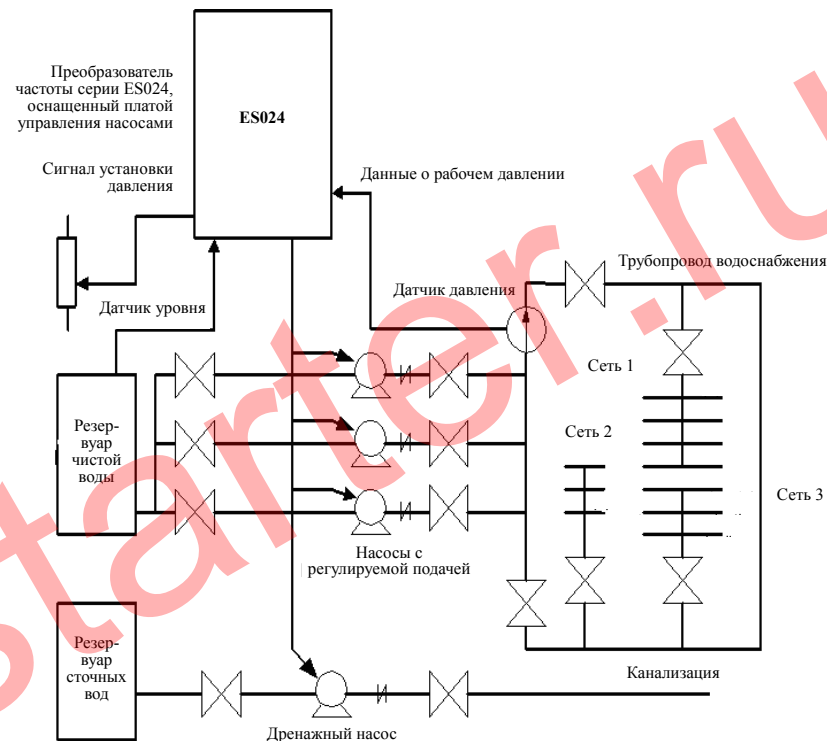 Преобразователь
частоты серии ES024,
оснащенный платой
управления насосами
ES024
Сигнал установки
давления
Данные о рабочем давлении
Трубопровод водоснабжения
Датчик давления
Датчик уровня
Сеть 1
Резер-
вуар
чистой
воды
Сеть 2
Сеть 3
Насосы с
регулируемой подачей
Резер-
вуар
сточных
вод
Канализация
Дренажный насос
starter.ru